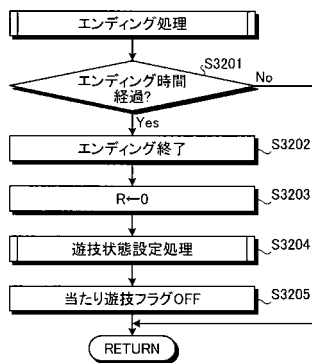 エンディング処理
S3201
エンディング時間
経過?
No
Yes
エンディング終了
S3202
R←0
S3203
遊技状態設定処理
S3204
当たり遊技フラグOFF
S3205
RETURN